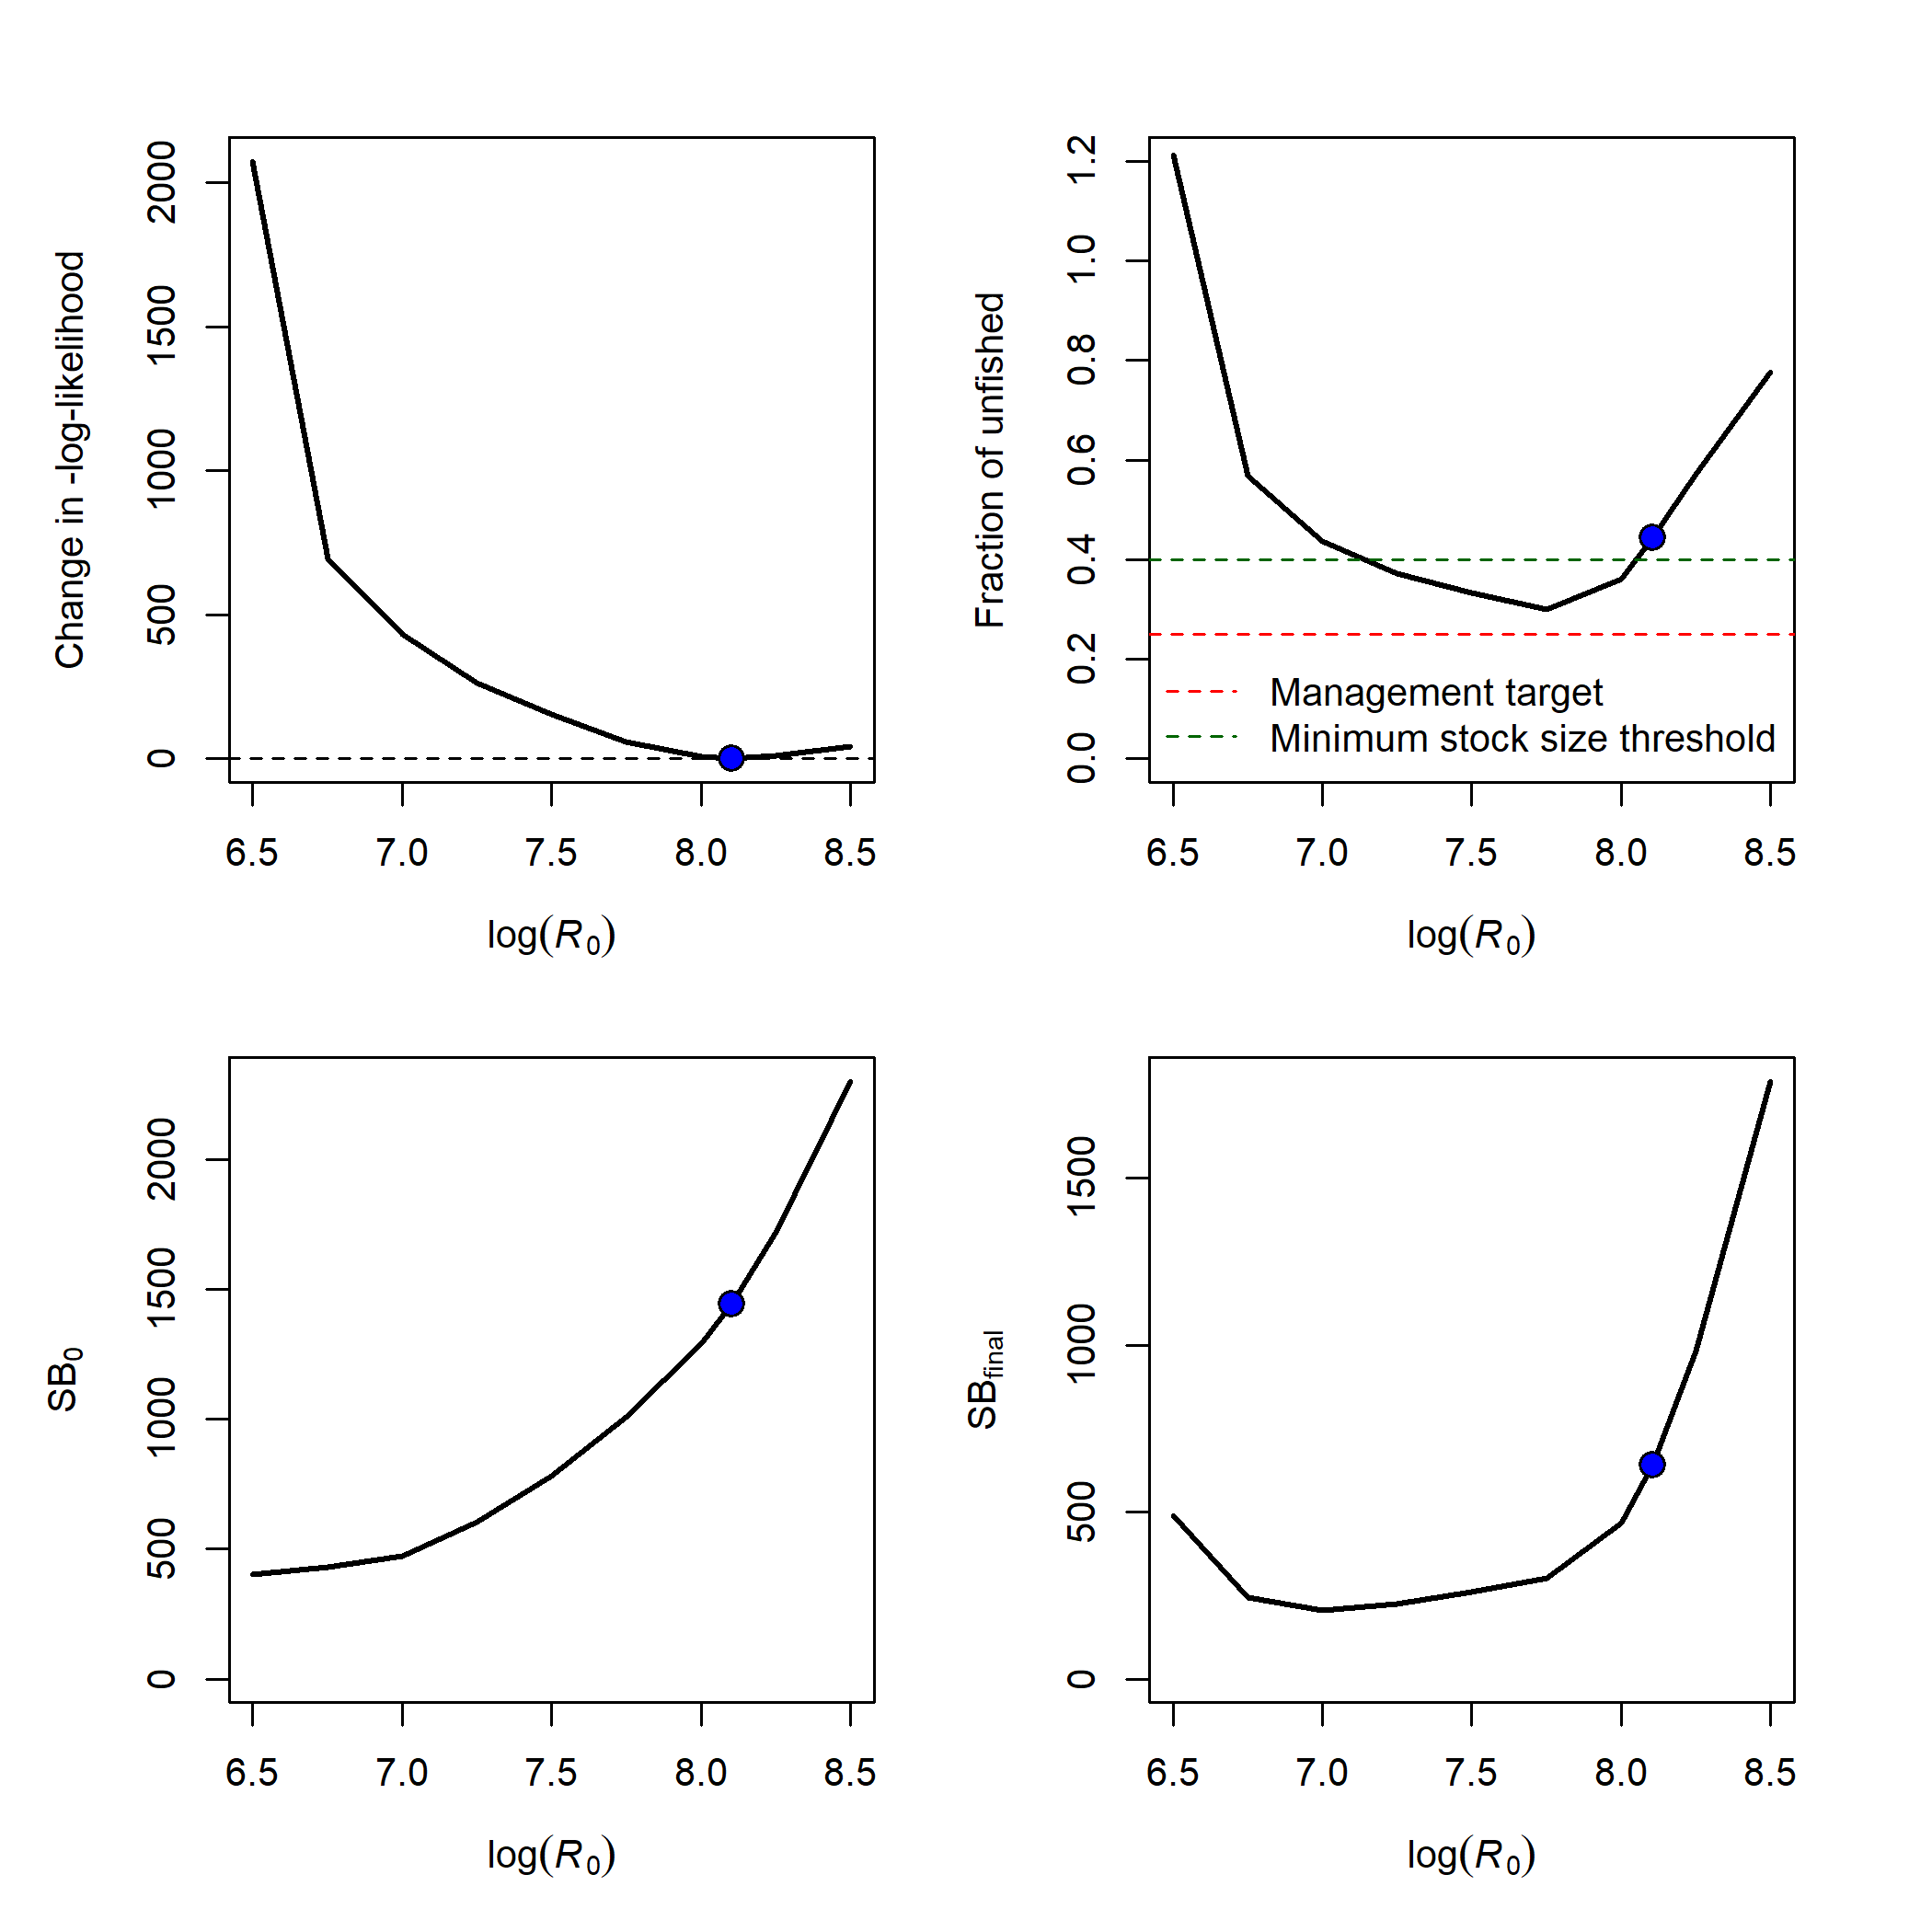 Change in -log-likelihood
0
500
1000
1500
2000
6.5 7.0 7.5 8.0 8.5
log(R0)
Fraction of unfished
0.0
0.2
0.4
0.6
0.8
1.0
1.2
Management target
Minimum stock size threshold
6.5 7.0 7.5 8.0 8.5
log(R0)
SB0
0
500
1000
1500
2000
6.5 7.0 7.5 8.0 8.5
log(R0)
SBfinal
0
500
1000
1500
6.5 7.0 7.5 8.0 8.5
log(R0)